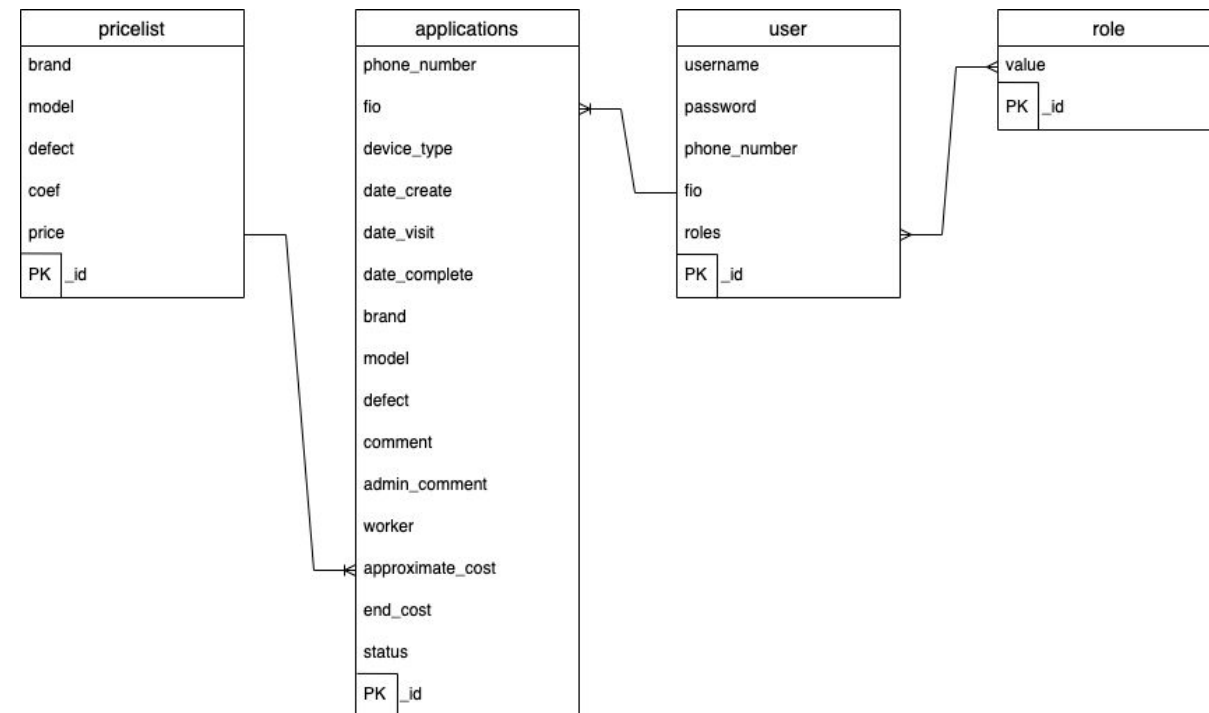 pricelist
brand
model
defect
coef
price
PK _id
applications
phone_number
fio
device_type
date_create
date_visit
date_complete
brand
model
defect
comment
admin_comment
worker
approximate_cost
end_cost
status
PK _id
user
username
password
phone_number
fio
roles
PK _id
role
value
PK _id